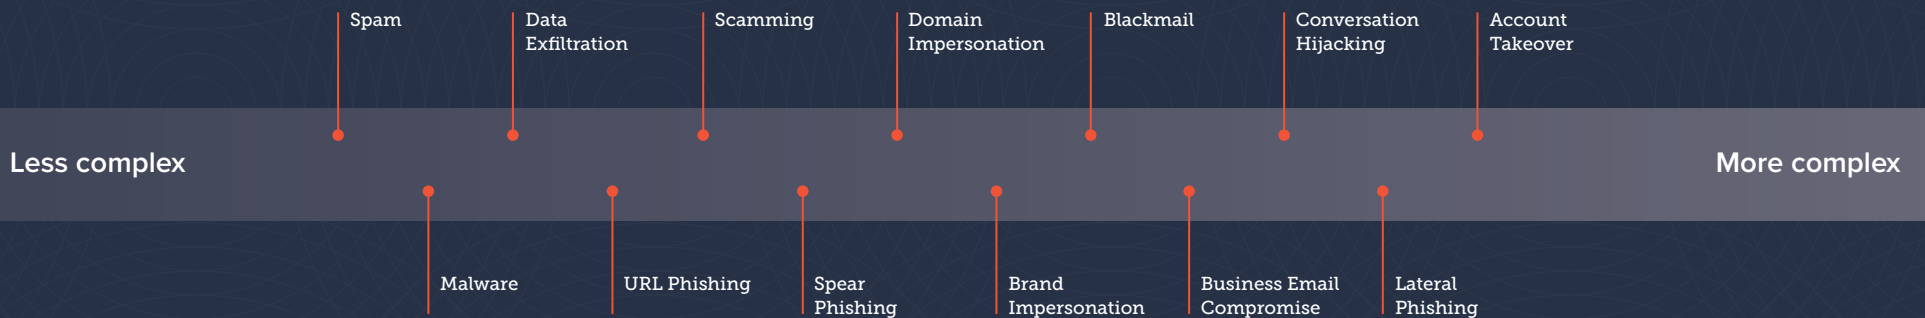 Spam
Data
Exfiltration
Scamming
Domain
Impersonation
Blackmail
Conversation
Hijacking
Account
Takeover
Less complex
More complex
Malware
URL Phishing
Spear
Phishing
Brand
Impersonation
Business Email
Compromise
Lateral
Phishing